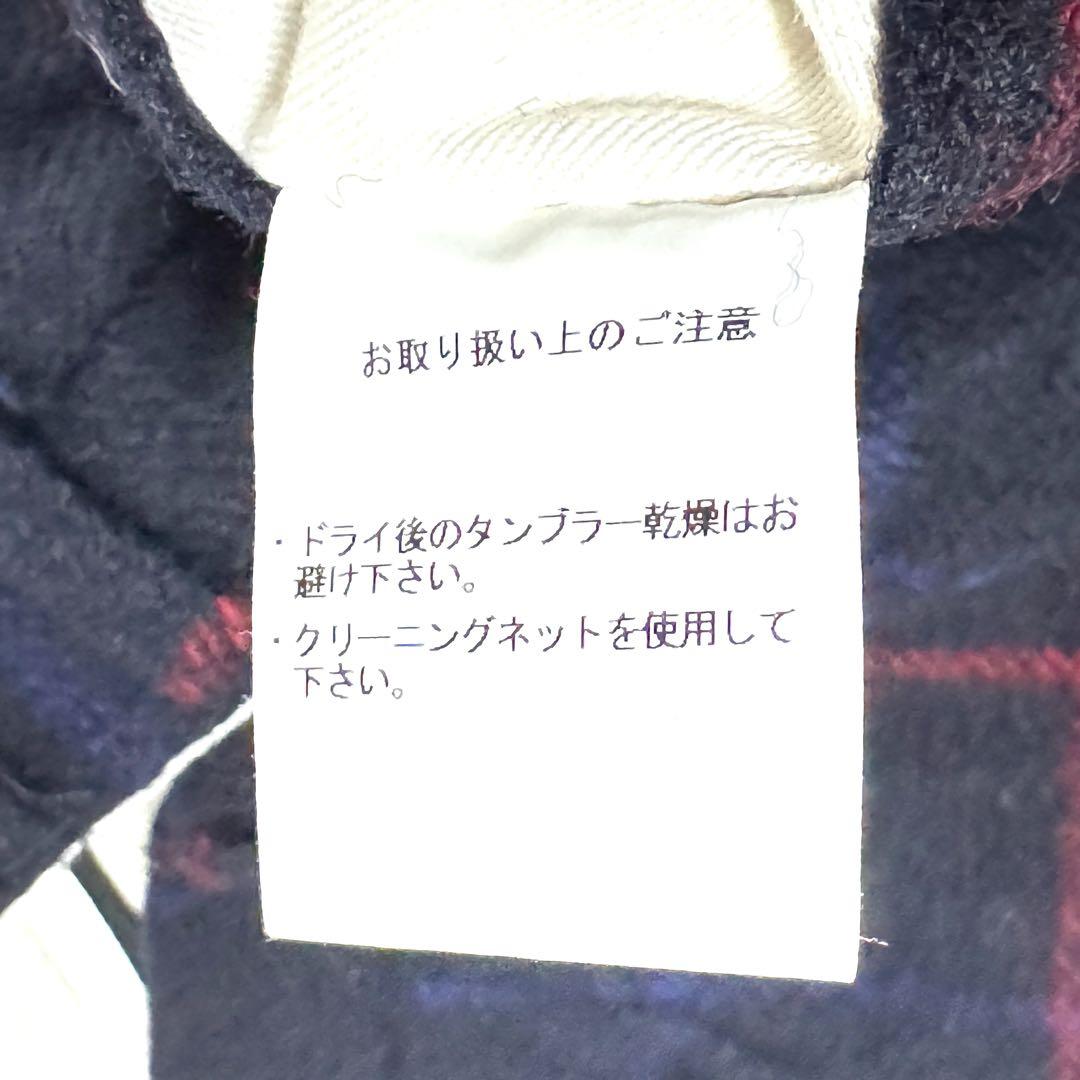 お取り扱い上のご注意
・ドライ後のタンブラー乾燥はお
避け下さい。
・クリーニングネットを使用して
下さい。